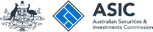 ASIC
Australian Securities &
Investments Commission